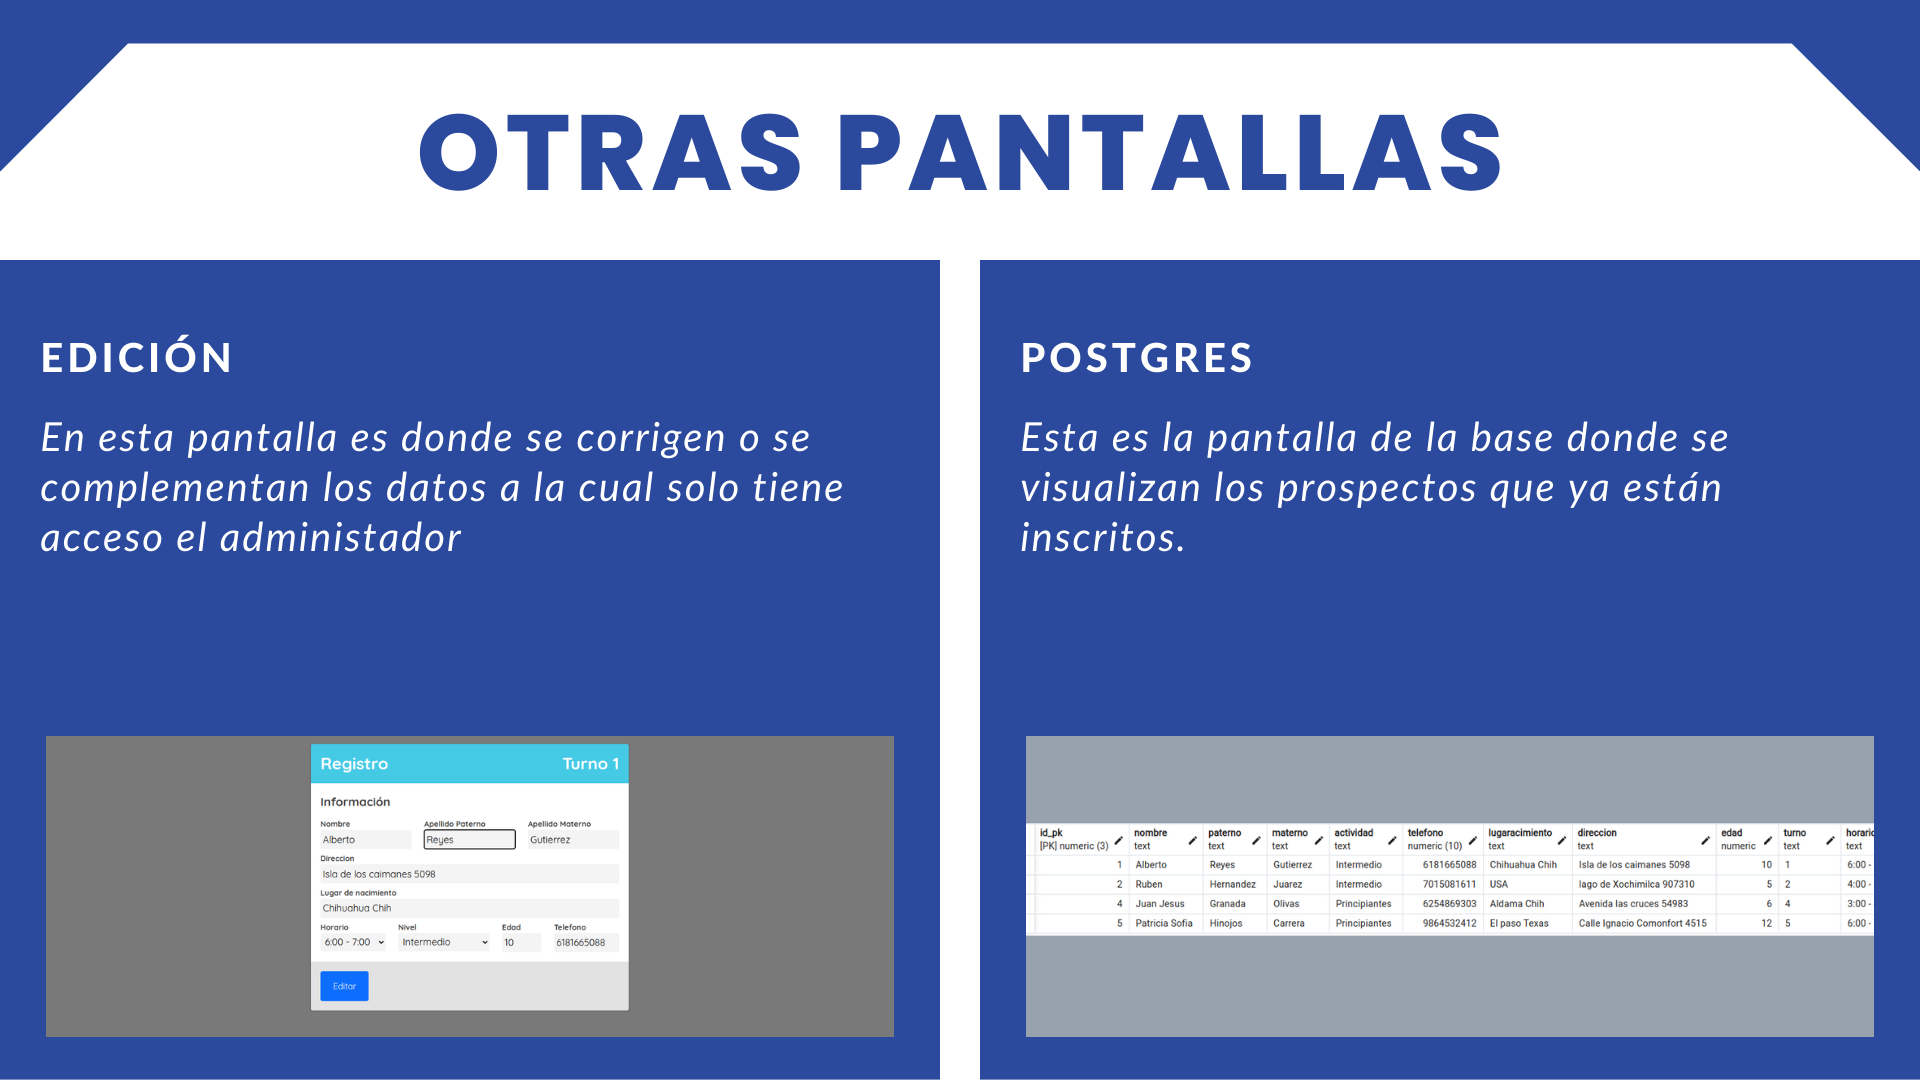 OTRAS PANTALLAS
EDICIÓN
En esta pantalla es donde se corrigen o se
complementan los datos a la cual solo tiene
acceso el administador
Registro Turno 1
Información
Nombre Apellido Paterno Apellido Materno
Alberto Reyes Gutierrez
Direccion
Isla de los caimanes 5098
Lugar de nacimiento
Chihuahua Chih
Horario Nivel Edad Telefono
6:00 - 7:00 Intermedio 10 6181665088
Editar
POSTGRES
Esta es la pantalla de la base donde se
visualizan los prospectos que ya están
inscritos.
id_pk nombre paterno materno actividad telefono lugaracimiento direccion edad turno horario
[PK] numeric (3) text text text text numeric (10) text text numeric text text
1 Alberto Reyes Gutierrez Intermedio 6181665088 Chihuahua Chih Isla de los caimanes 5098 10 1 6:00 -
2 Ruben Hernandez Juarez Intermedio 7015081611 USA lago de Xochimilca 907310 5 2 4:00 -
4 Juan Jesus Granada Olivas Principiantes 6254869303 Aldama Chih Avenida las cruces 54983 6 4 3:00 -
5 Patricia Sofia Hinojos Carrera Principiantes 9864532412 El paso Texas Calle Ignacio Comonfort 4515 12 5 6:00 -